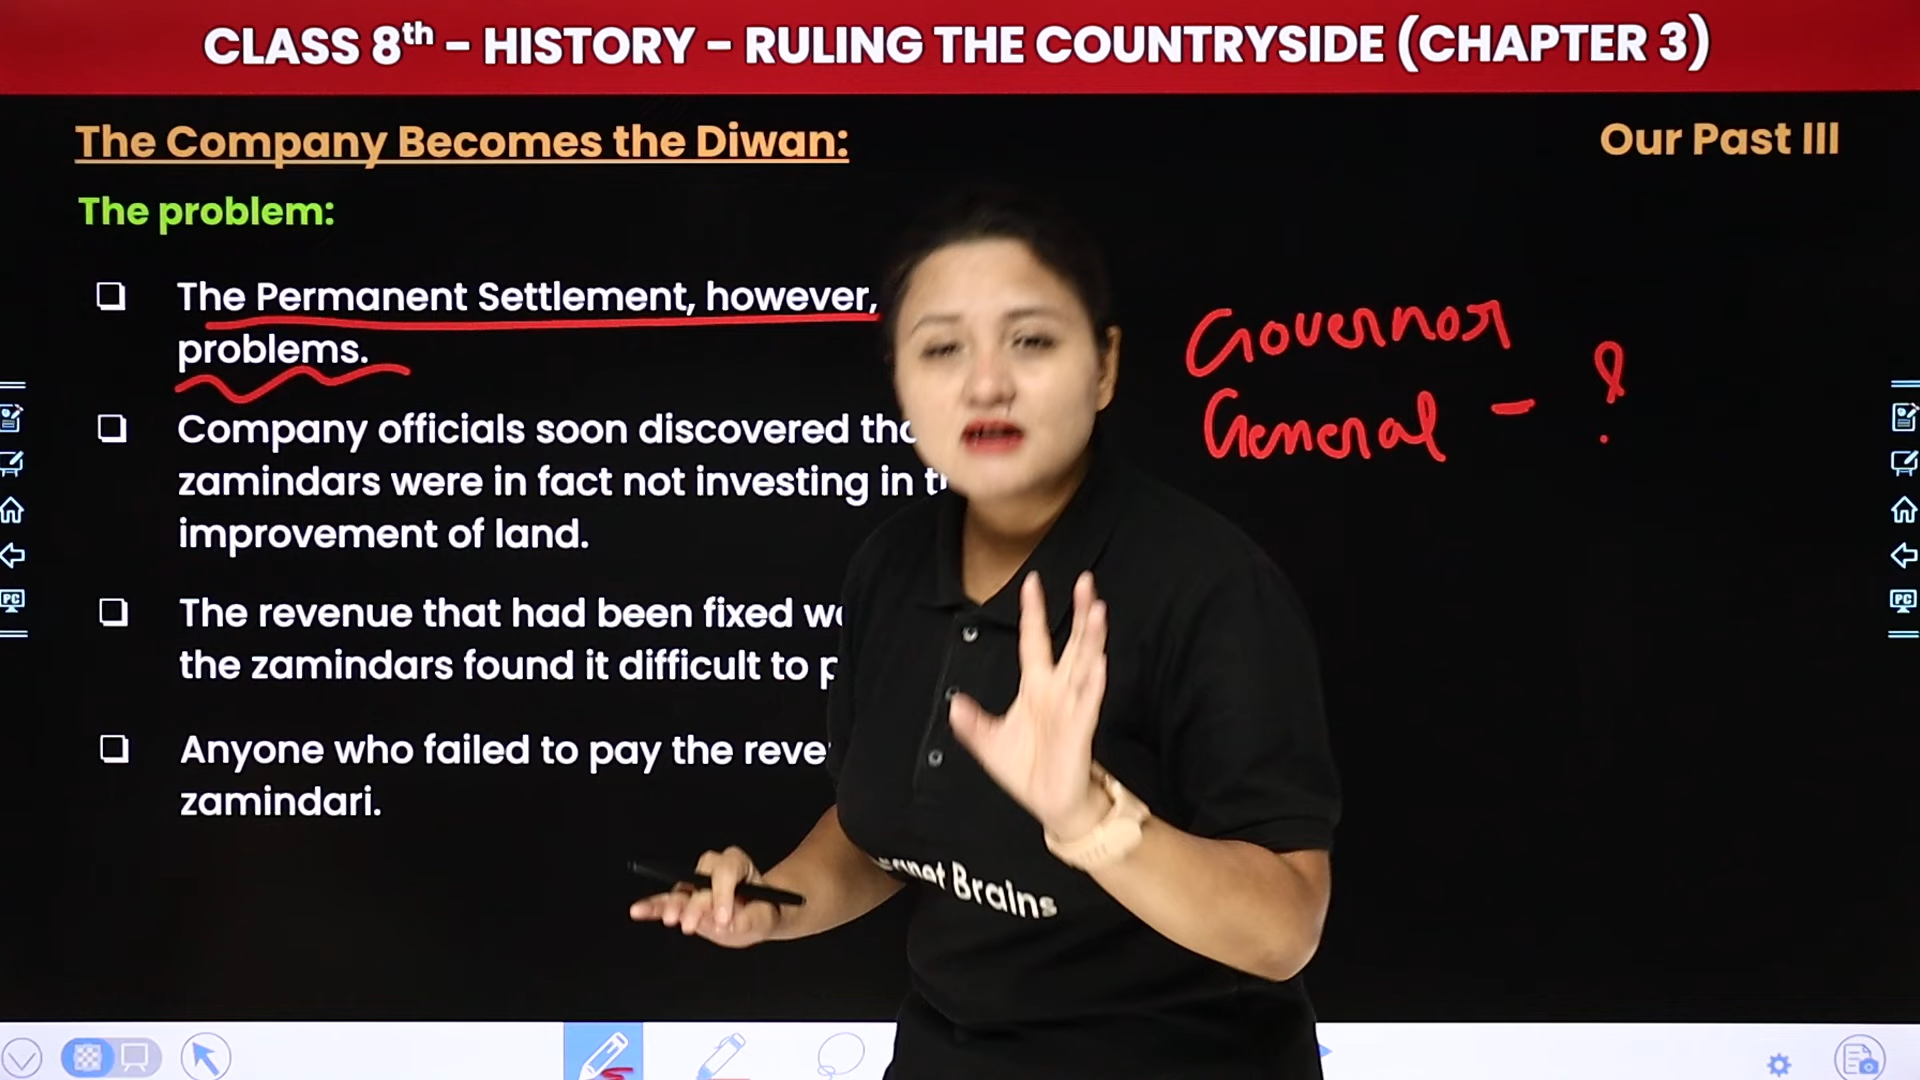 CLASS 8th – HISTORY – RULING THE COUNTRYSIDE (CHAPTER 3)
The Company Becomes the Diwan:
Our Past III
The problem:
The Permanent Settlement, however,
problems.
Company officials soon discovered
zamindars were in fact not investing in
improvement of land.
The revenue that had been fixed
the zamindars found it difficult to
Anyone who failed to pay the
zamindari.
Governor
General - ?
Brains
PC
PC